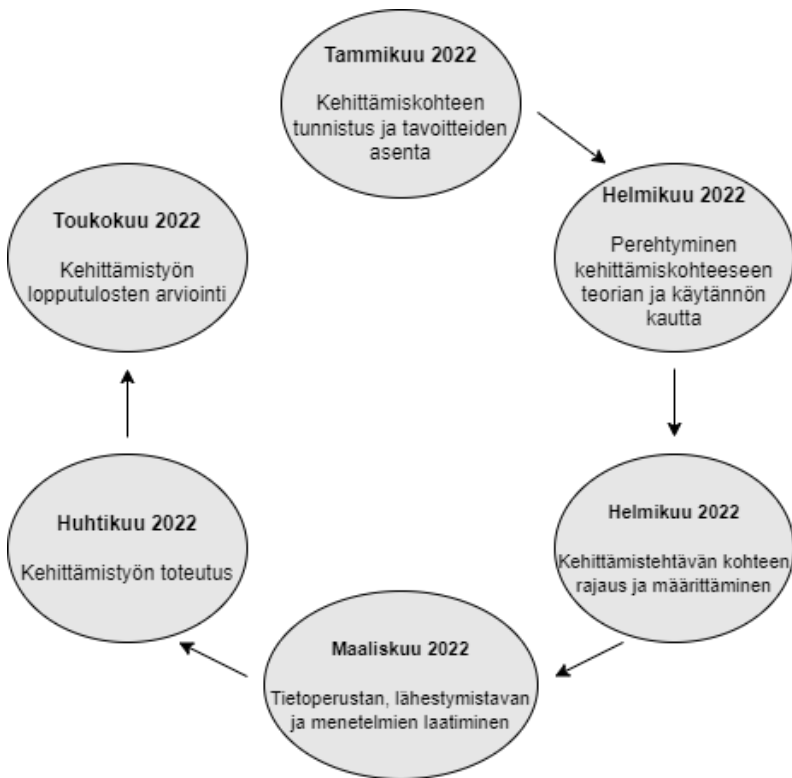 Tammikuu 2022
Kehittämiskohteen
tunnistus ja tavoitteiden
asenta
Helmikuu 2022
Perehtyminen
kehittämiskohteeseen
teorian ja käytännön
kautta
Helmikuu 2022
Kehittämistehtävän kohteen
rajaus ja määrittäminen
Maaliskuu 2022
Tietoperustan, lähestymistavan
ja menetelmien laatiminen
Huhtikuu 2022
Kehittämistyön toteutus
Toukokuu 2022
Kehittämistyön
lopputulosten arviointi